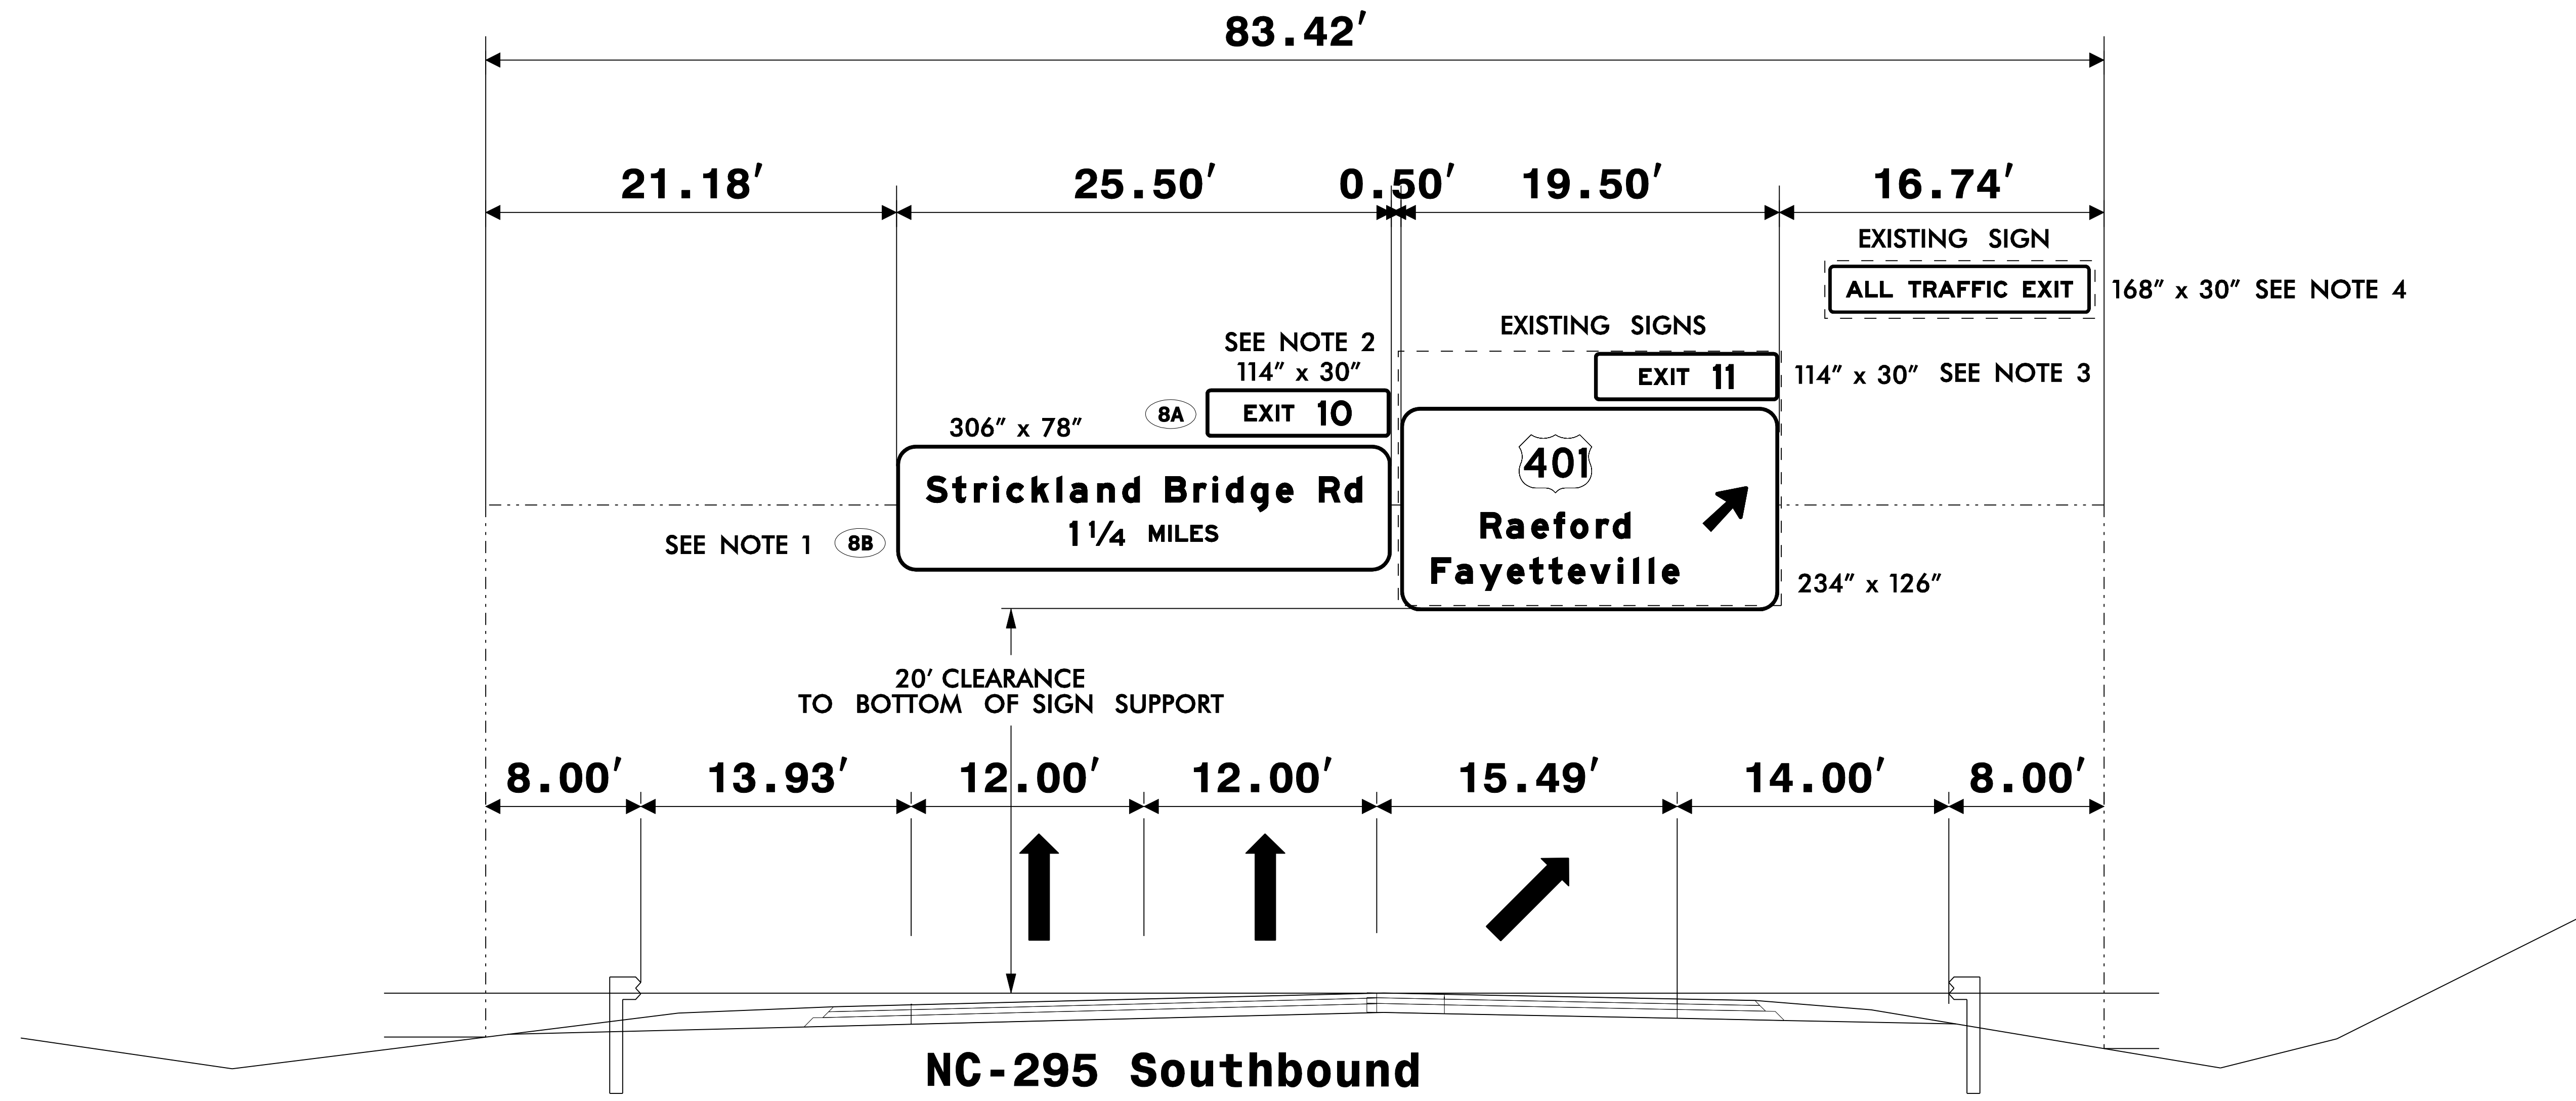 83.42′
21.18′ 25.50′ 0.50′ 19.50′ 16.74′
EXISTING SIGN
ALL TRAFFIC EXIT 168″ x 30″ SEE NOTE 4
EXISTING SIGNS
SEE NOTE 2
114″ x 30″
EXIT 11 114″ x 30″ SEE NOTE 3
8A EXIT 10
306″ x 78″
401
Strickland Bridge Rd
1 1/4 MILES
Raeford
Fayetteville
SEE NOTE 1 8B
234″ x 126″
20′ CLEARANCE
TO BOTTOM OF SIGN SUPPORT
8.00′ 13.93′ 12.00′ 12.00′ 15.49′ 14.00′ 8.00′
NC-295 Southbound